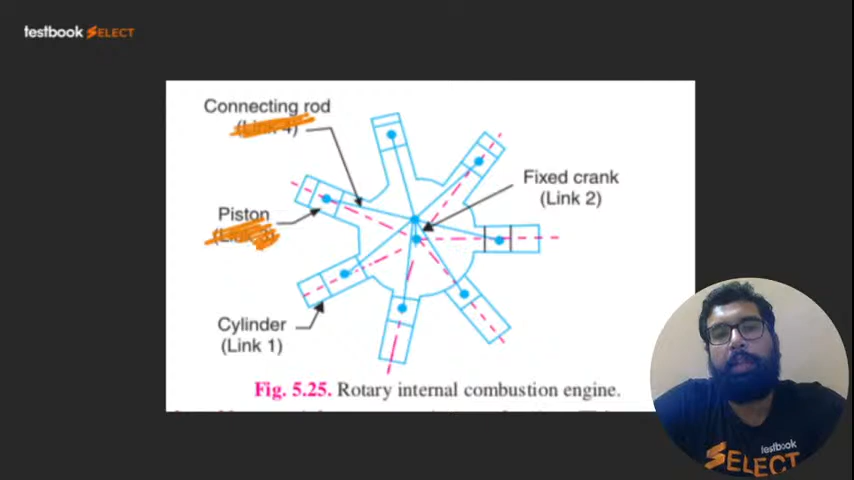 testbook SELECT
Connecting rod
Fixed crank
(Link 2)
Piston
Cylinder
(Link 1)
Fig. 5.25. Rotary internal combustion engine.
testbook
SELECT